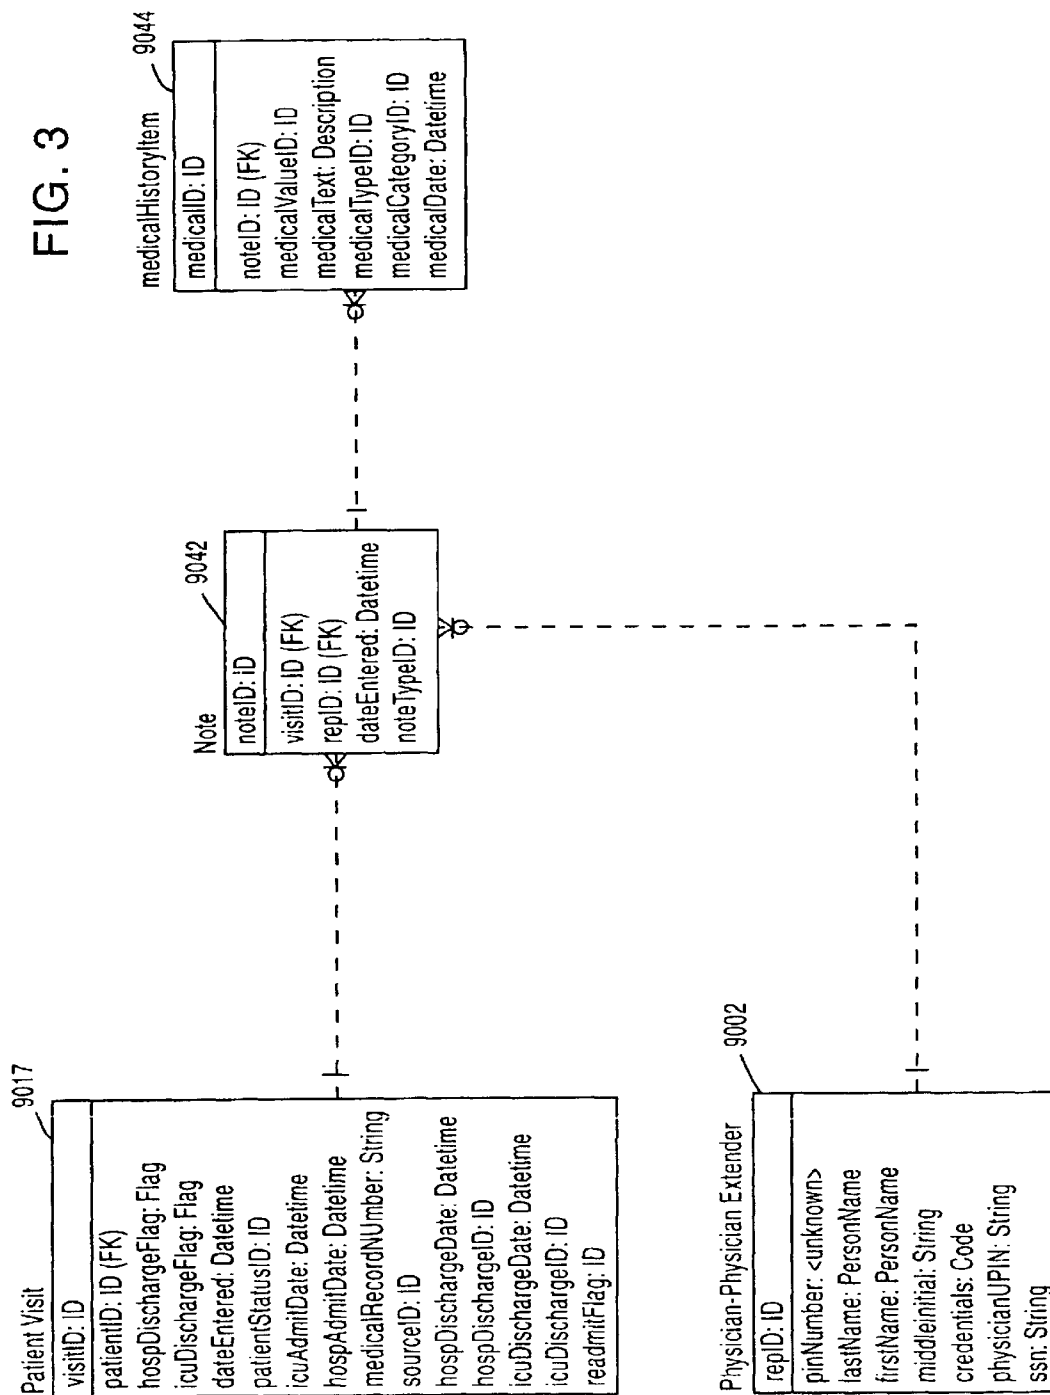 FIG. 3
Patient Visit
9017
visitID: ID
patientID: ID (FK)
hospDischargeFlag: Flag
icuDischargeFlag: Flag
dateEntered: Datetime
patientStatusID: ID
icuAdmitDate: Datetime
hospAdmitDate: Datetime
medicalRecordNUmber: String
sourceID: ID
hospDischargeDate: Datetime
hospDischargeID: ID
icuDischargeDate: Datetime
icuDischargeID: ID
readmitFlag: ID
Note
9042
noteID: ID
visitID: ID (FK)
repID: ID (FK)
dateEntered: Datetime
noteTypeID: ID
medicalHistoryItem
9044
medicalID: ID
noteID: ID (FK)
medicalValueID: ID
medicalText: Description
medicalTypeID: ID
medicalCategoryID: ID
medicalDate: Datetime
Physician-Physician Extender
9002
repID: ID
pinNumber: <unknown>
lastName: PersonName
firstName: PersonName
middleinitial: String
credentials: Code
physicianUPIN: String
ssn: String